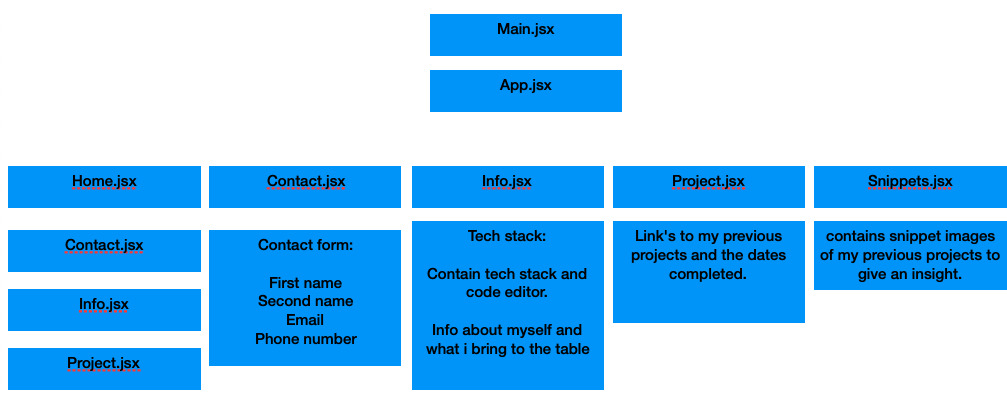 Main.jsx
App.jsx
Home.jsx
Contact.jsx
Info.jsx
Project.jsx
Snippets.jsx
Contact.jsx
Info.jsx
Project.jsx
Contact form:
First name
Second name
Email
Phone number
Tech stack:
Contain tech stack and
code editor.
Info about myself and
what i bring to the table
Link's to my previous
projects and the dates
completed.
contains snippet images
of my previous projects to
give an insight.